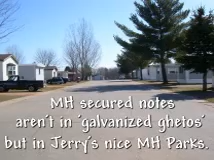 MH secured notes
aren't in 'galvanized ghetos'
but in Jerry's nice MH Parks.